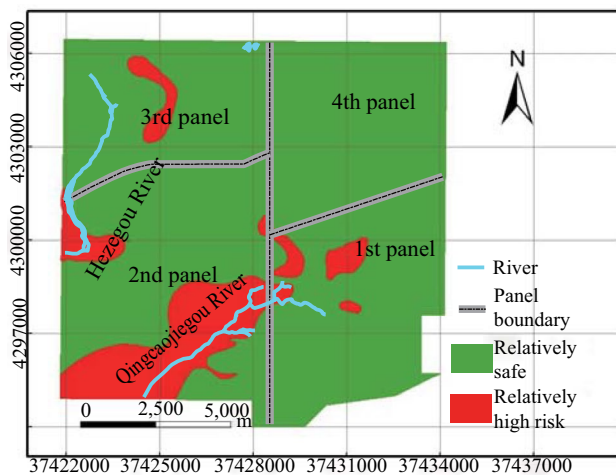 4306000
4303000
4300000
4297000
N
3rd panel
4th panel
Hezegou River
2nd panel
1st panel
Qingcaojiegou River
River
Panel
boundary
Relatively
safe
Relatively
high risk
0 2,500 5,000 m
37422000 37425000 37428000 37431000 37434000 37437000